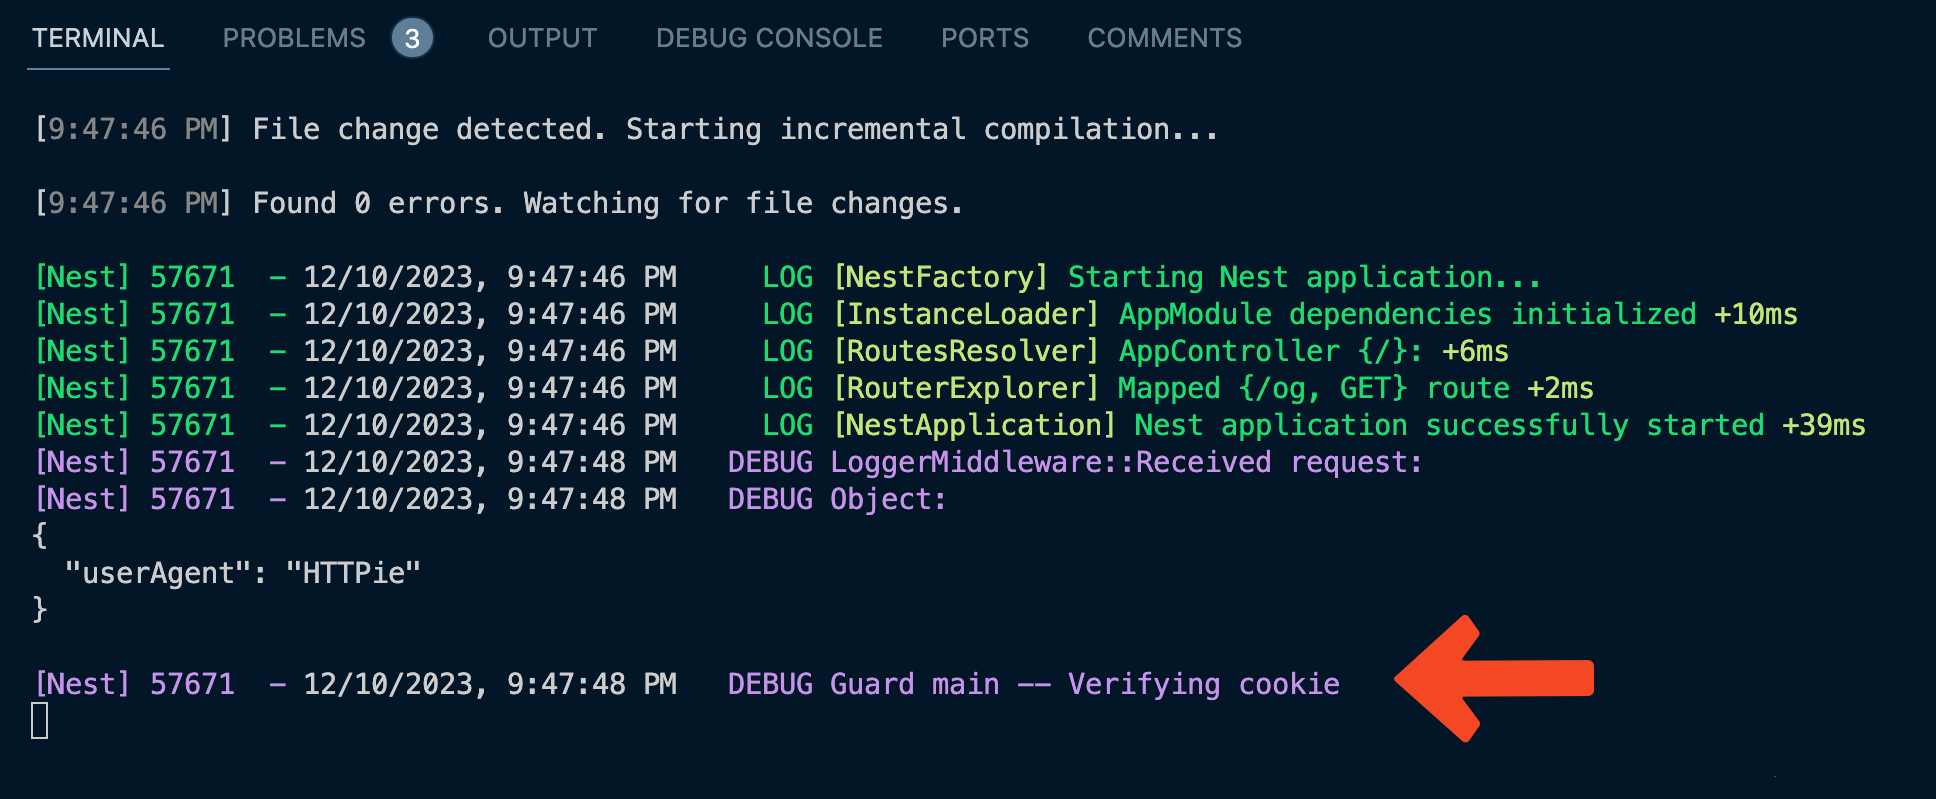 TERMINAL PROBLEMS 3 OUTPUT DEBUG CONSOLE PORTS COMMENTS
[9:47:46 PM] File change detected. Starting incremental compilation...
[9:47:46 PM] Found 0 errors. Watching for file changes.
[Nest] 57671  - 12/10/2023, 9:47:46 PM     LOG [NestFactory] Starting Nest application...
[Nest] 57671  - 12/10/2023, 9:47:46 PM     LOG [InstanceLoader] AppModule dependencies initialized +10ms
[Nest] 57671  - 12/10/2023, 9:47:46 PM     LOG [RoutesResolver] AppController {/}: +6ms
[Nest] 57671  - 12/10/2023, 9:47:46 PM     LOG [RouterExplorer] Mapped {/og, GET} route +2ms
[Nest] 57671  - 12/10/2023, 9:47:46 PM     LOG [NestApplication] Nest application successfully started +39ms
[Nest] 57671  - 12/10/2023, 9:47:48 PM   DEBUG LoggerMiddleware::Received request:
[Nest] 57671  - 12/10/2023, 9:47:48 PM   DEBUG Object:
{
  "userAgent": "HTTPie"
}
[Nest] 57671  - 12/10/2023, 9:47:48 PM   DEBUG Guard main -- Verifying cookie